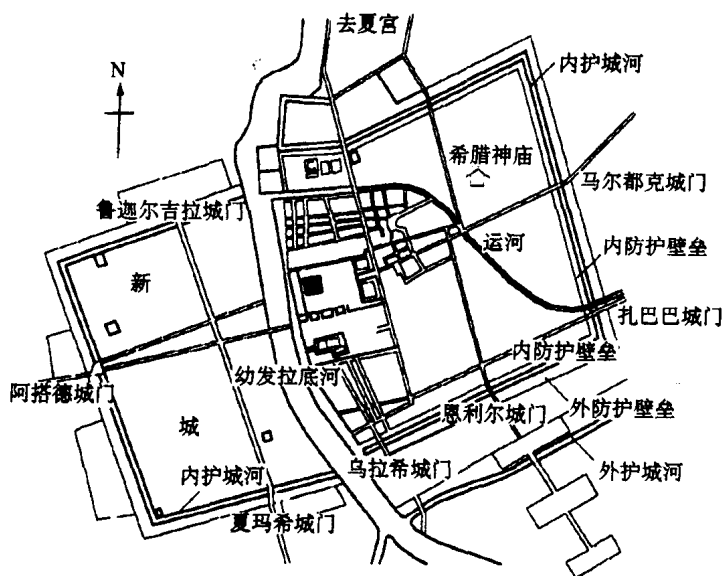 去夏宫
N
内护城河
希腊神庙
马尔都克城门
鲁迦尔吉拉城门
运河
新
内防护壁垒
扎巴巴城门
内防护壁垒
幼发拉底河
阿搭德城门
恩利尔城门
外防护壁垒
城
乌拉希城门
外护城河
内护城河
夏玛希城门